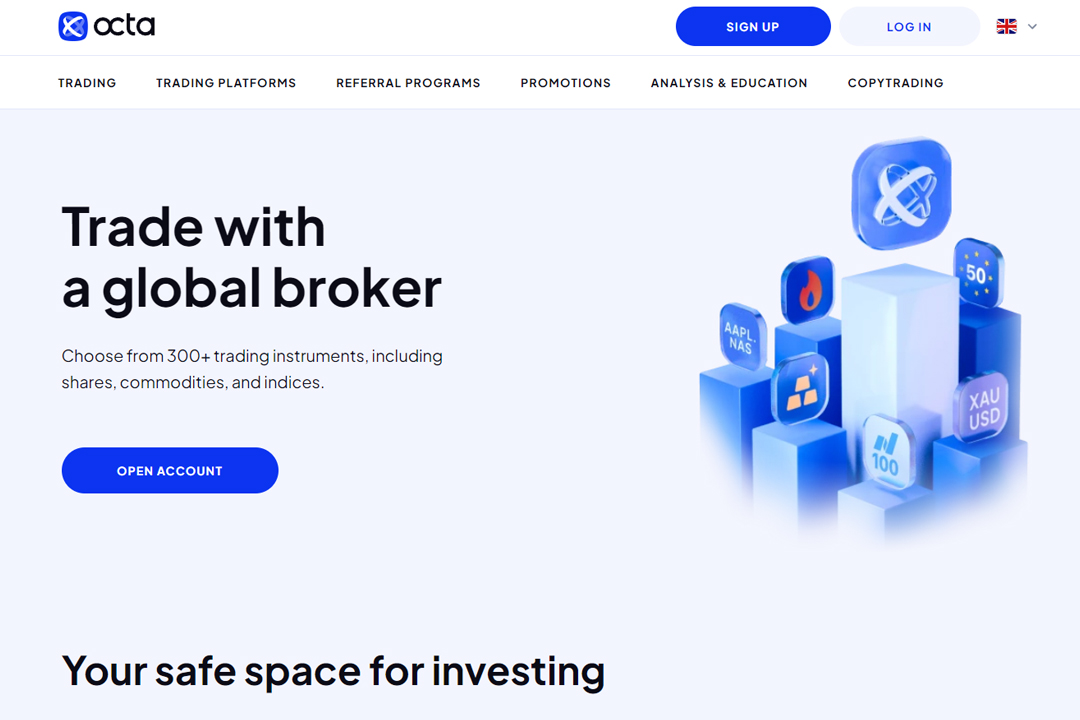 octa
SIGN UP
LOG IN
TRADING
TRADING PLATFORMS
REFERRAL PROGRAMS
PROMOTIONS
ANALYSIS & EDUCATION
COPYTRADING
Trade with
a global broker
Choose from 300+ trading instruments, including
shares, commodities, and indices.
OPEN ACCOUNT
50
AAPL.
NAS
XAU
USD
100
Your safe space for investing